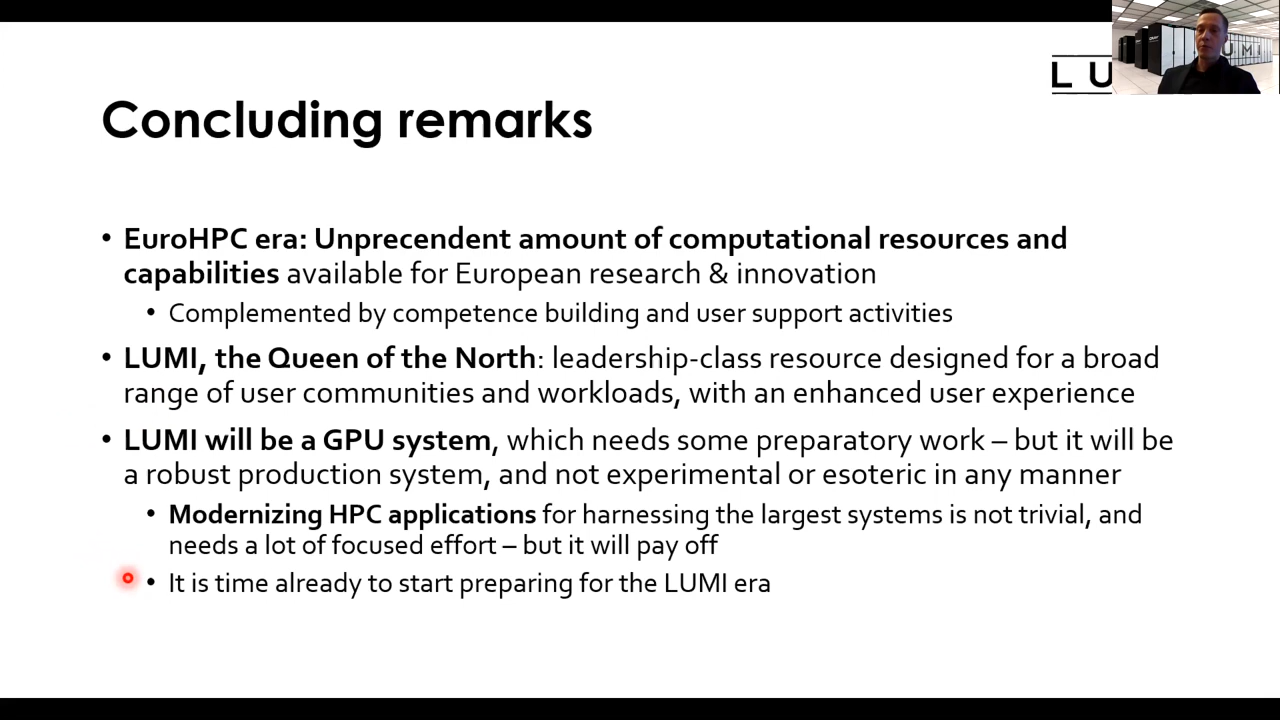 L U
U M I
Concluding remarks
• EuroHPC era: Unprecendent amount of computational resources and
capabilities available for European research & innovation
• Complemented by competence building and user support activities
• LUMI, the Queen of the North: leadership-class resource designed for a broad
range of user communities and workloads, with an enhanced user experience
• LUMI will be a GPU system, which needs some preparatory work – but it will be
a robust production system, and not experimental or esoteric in any manner
• Modernizing HPC applications for harnessing the largest systems is not trivial, and
needs a lot of focused effort – but it will pay off
• It is time already to start preparing for the LUMI era